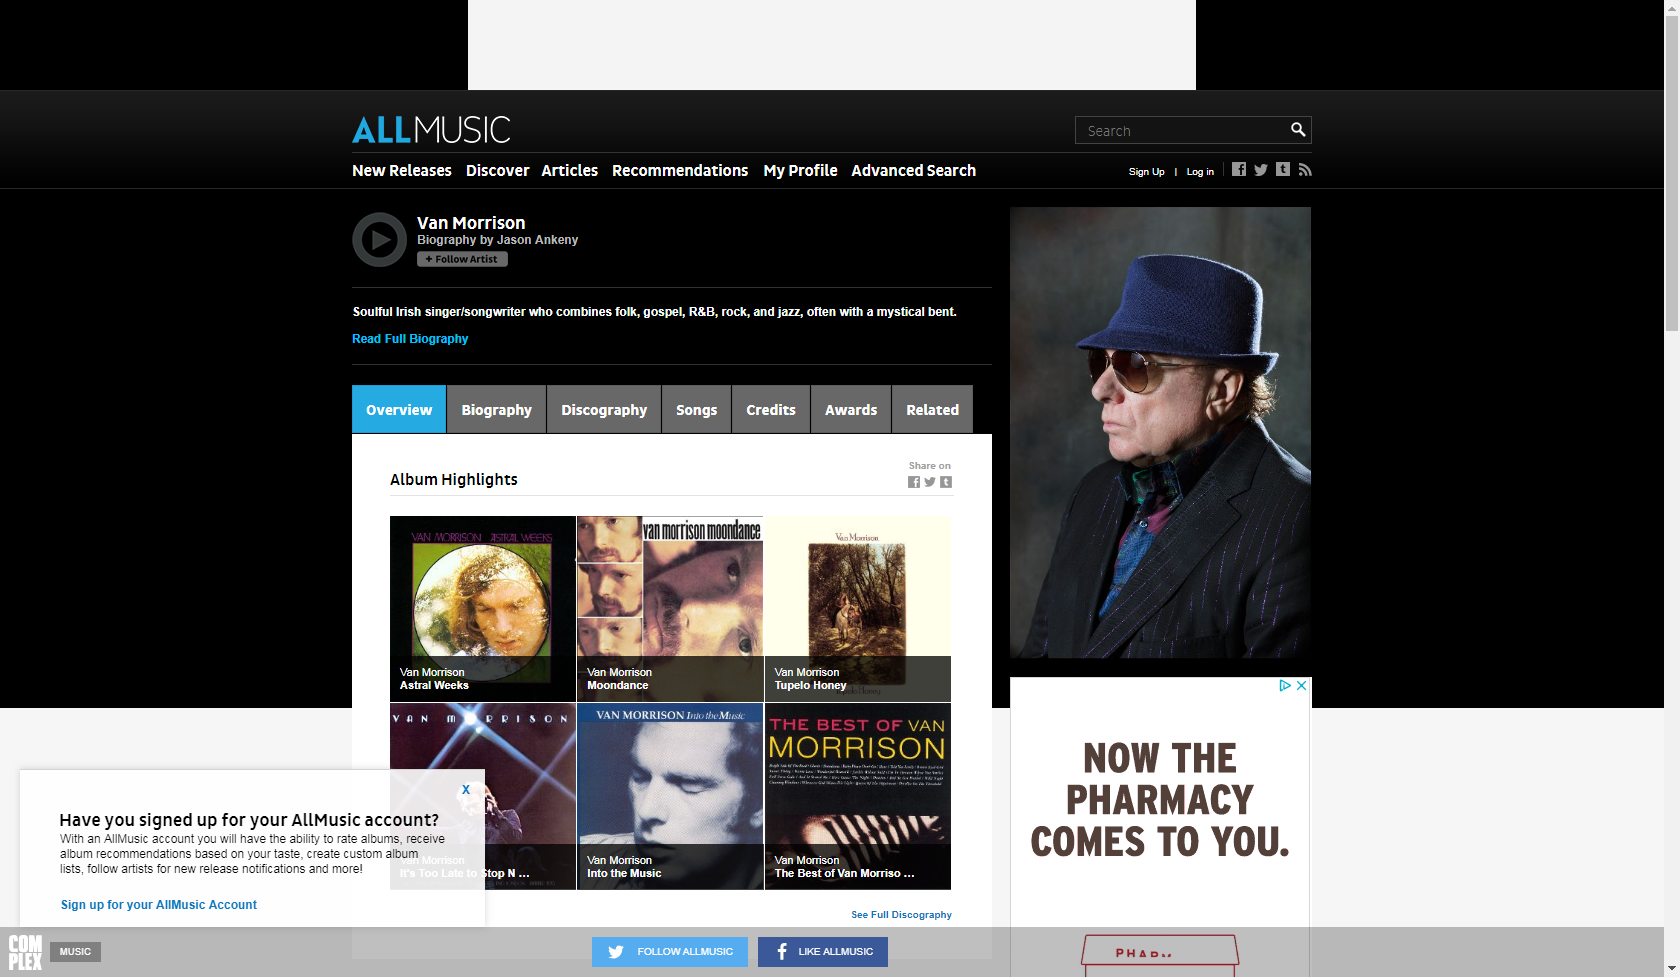 ALLMUSIC
Search
New Releases Discover Articles Recommendations My Profile Advanced Search
Sign Up | Log in
Van Morrison
Biography by Jason Ankeny
+ Follow Artist
Soulful Irish singer/songwriter who combines folk, gospel, R&B, rock, and jazz, often with a mystical bent.
Read Full Biography
Overview Biography Discography Songs Credits Awards Related
Album Highlights
Share on
VAN MORRISON ASTRAL WEEKS
van morrison moondance
Van Morrison
Van Morrison
Astral Weeks
Van Morrison
Moondance
Van Morrison
Tupelo Honey
Tupelo Honey
VAN MORRISON
VAN MORRISON Into the Music
THE BEST OF VAN
MORRISON
Van Morrison
It's Too Late to Stop N ...
Van Morrison
Into the Music
Van Morrison
The Best of Van Morriso ...
See Full Discography
NOW THE
PHARMACY
COMES TO YOU.
X
Have you signed up for your AllMusic account?
With an AllMusic account you will have the ability to rate albums, receive
album recommendations based on your taste, create custom album
lists, follow artists for new release notifications and more!
Sign up for your AllMusic Account
COM
PLEX
MUSIC
FOLLOW ALLMUSIC
LIKE ALLMUSIC